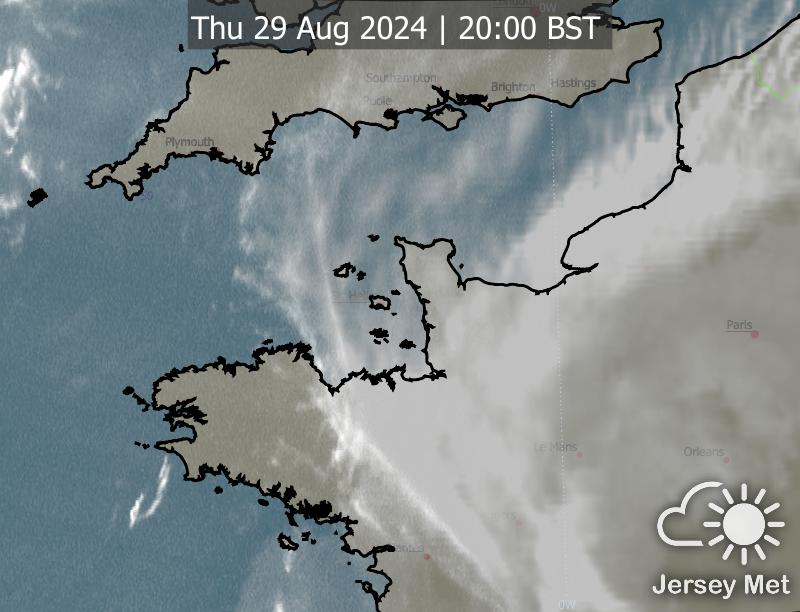 London
0W
Thu 29 Aug 2024 | 20:00 BST
Southampton
Brighton
Hastings
Poole
Plymouth
Paris
Le Mans
Orleans
Jersey Met
0W